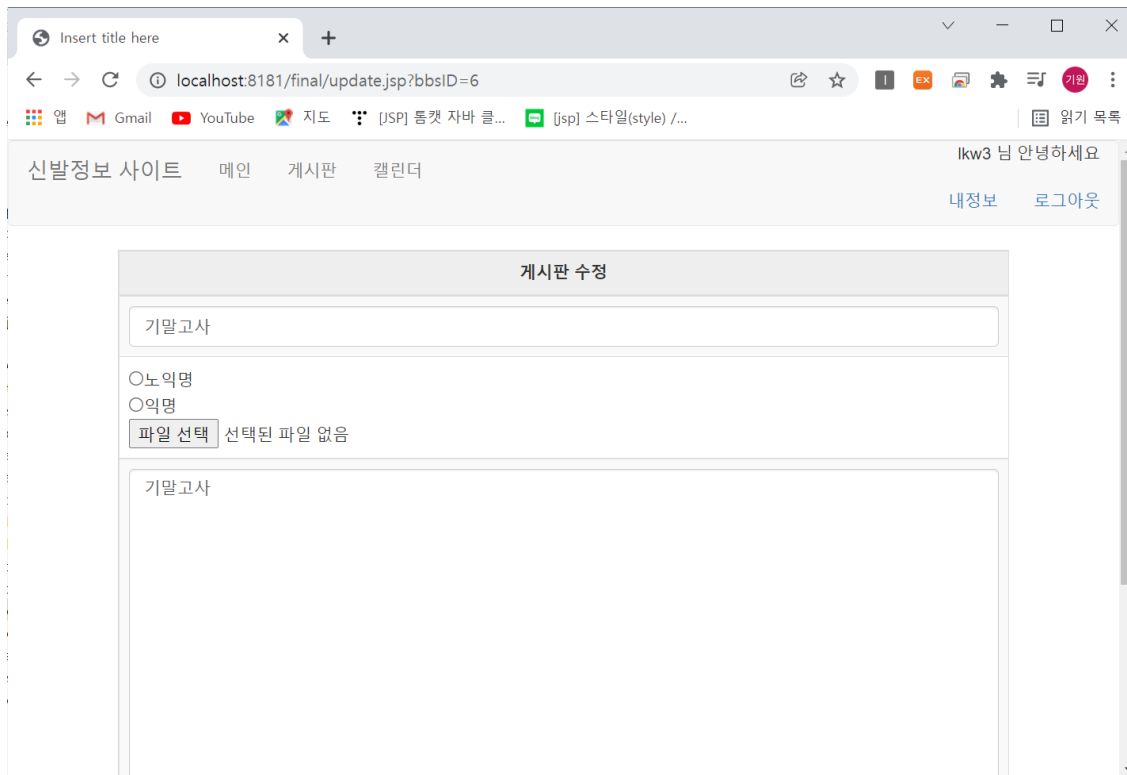 Insert title here
localhost:8181/final/update.jsp?bbsID=6
EX
기원
앱 Gmail YouTube 지도 [JSP] 톰캣 자바 클... [jsp] 스타일(style) /... 읽기 목록
신발정보 사이트 메인 게시판 캘린더 lkw3 님 안녕하세요
내정보 로그아웃
게시판 수정
기말고사
노익명
익명
파일 선택 선택된 파일 없음
기말고사